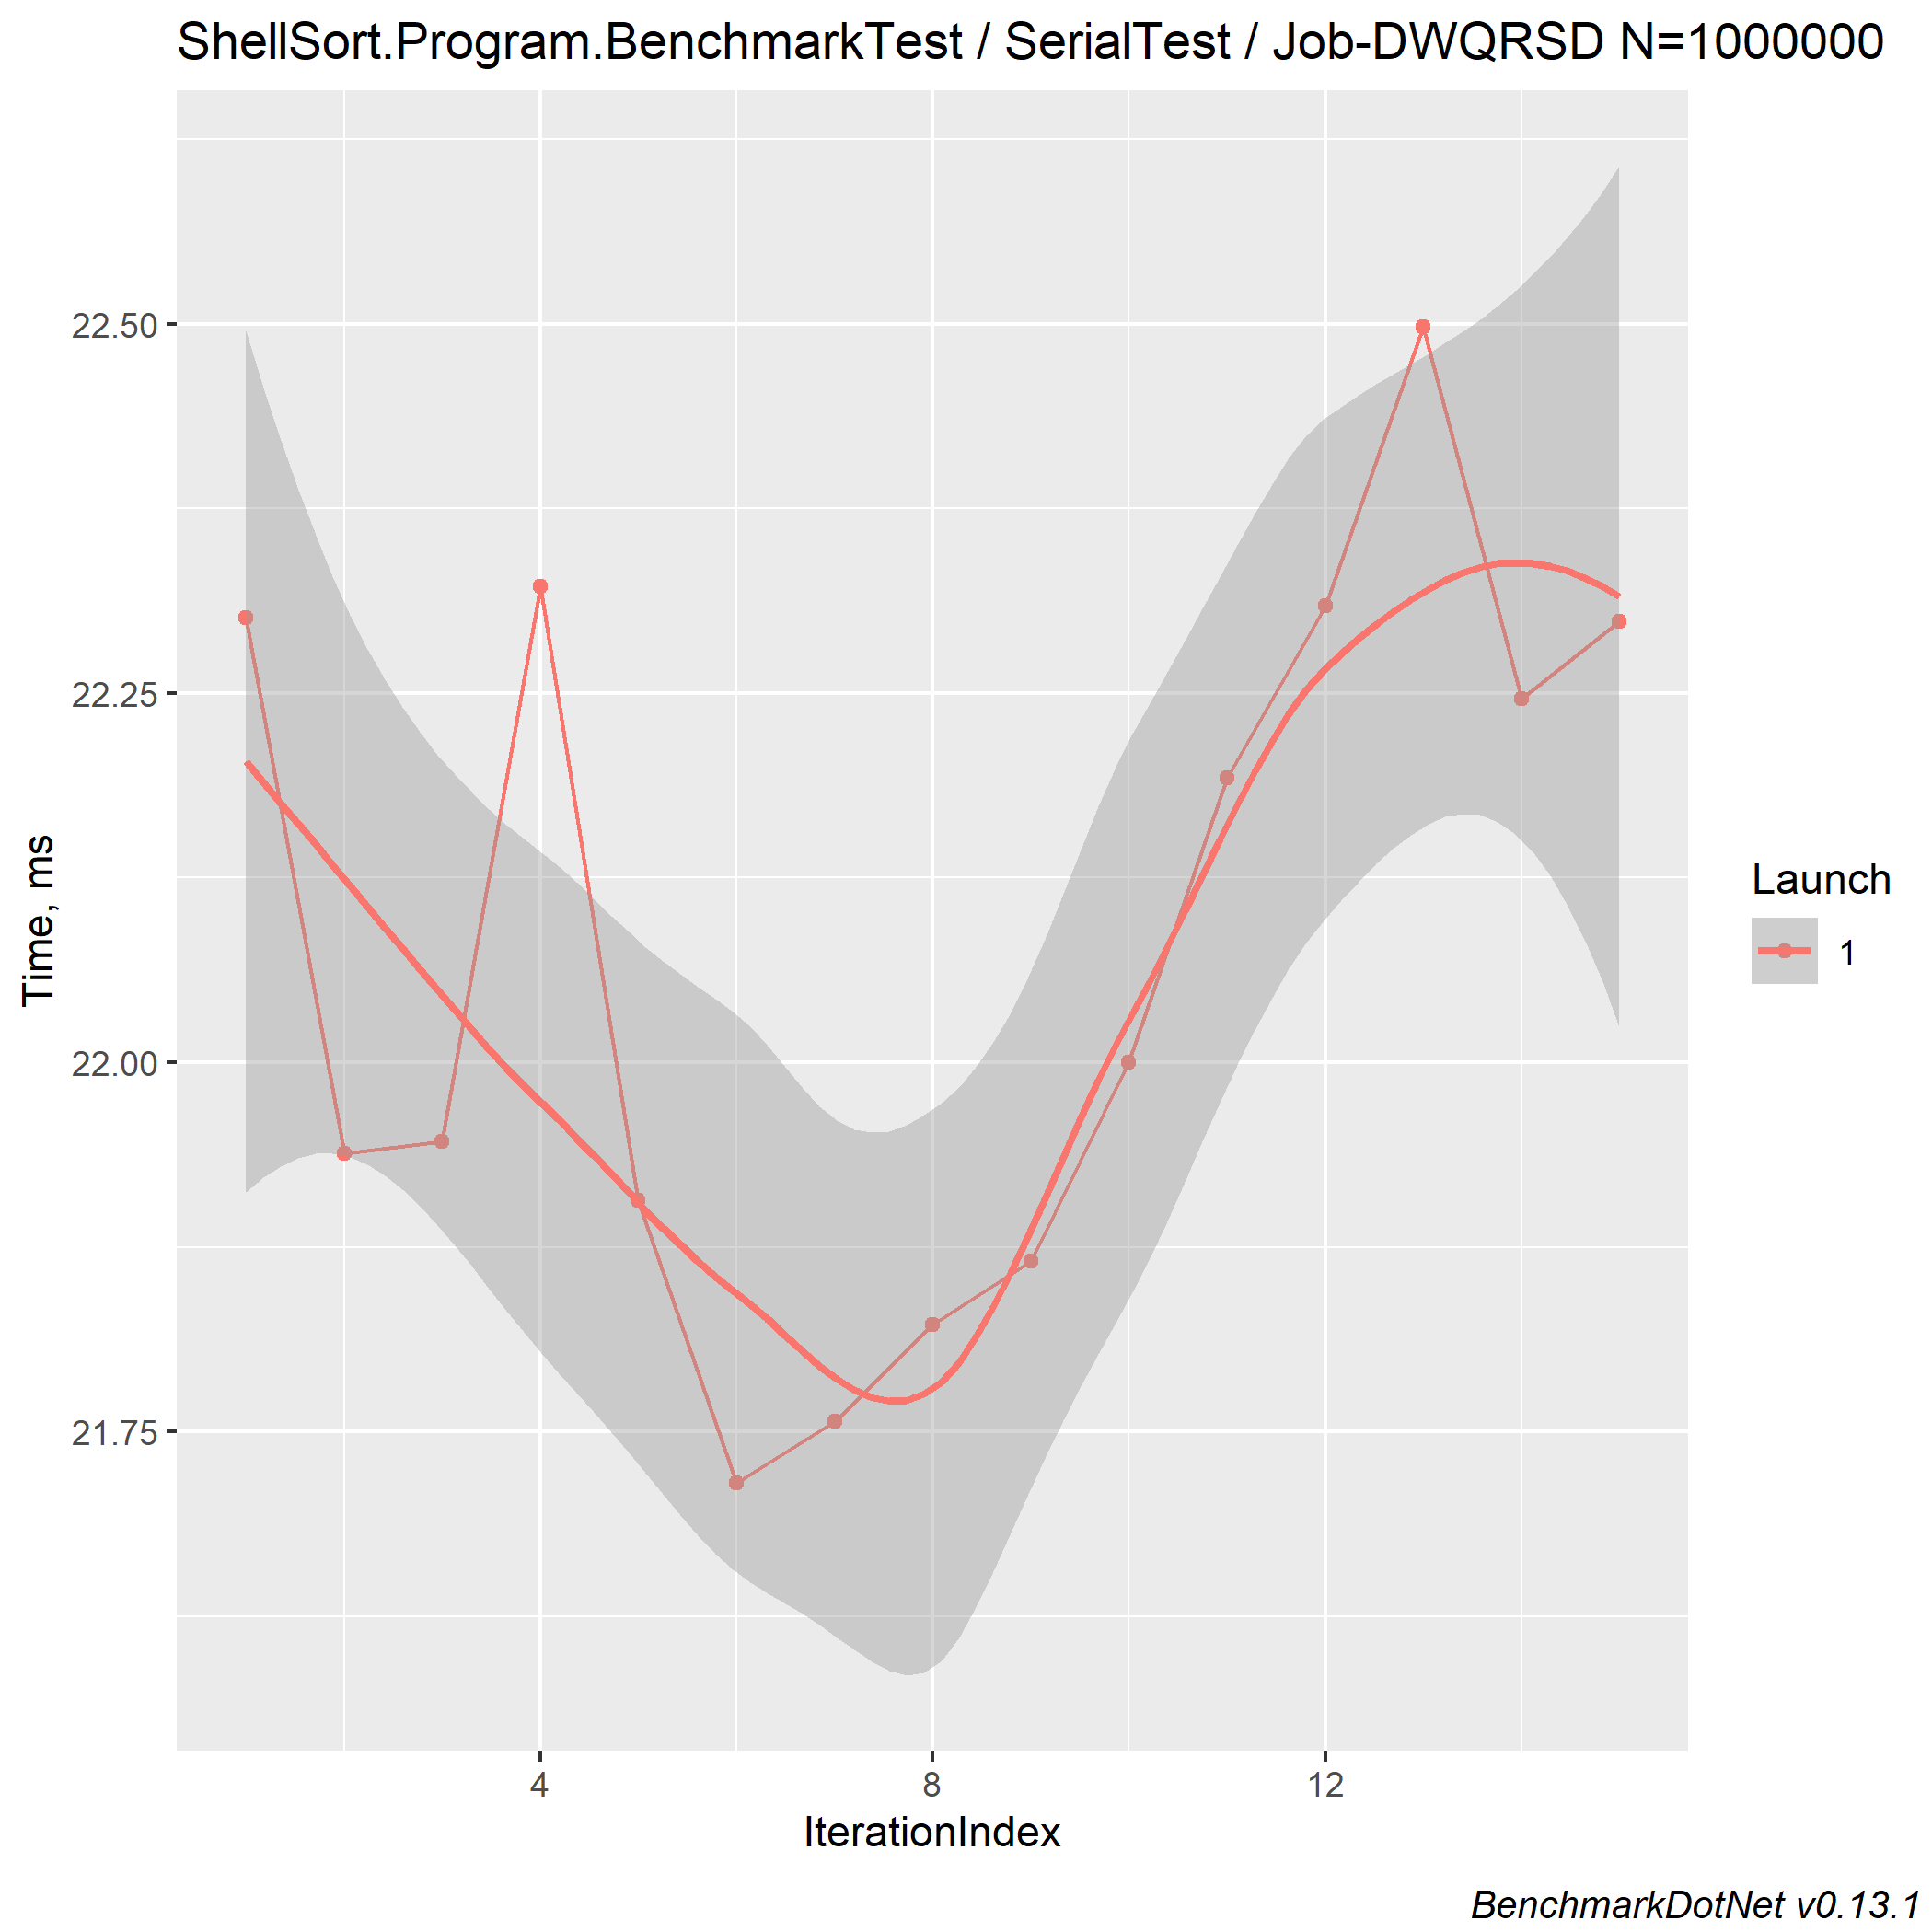 ShellSort.Program.BenchmarkTest / SerialTest / Job-DWQRSD N=1000000
22.50
22.25
22.00
21.75
Time, ms
4
8
12
IterationIndex
Launch
1
BenchmarkDotNet v0.13.1